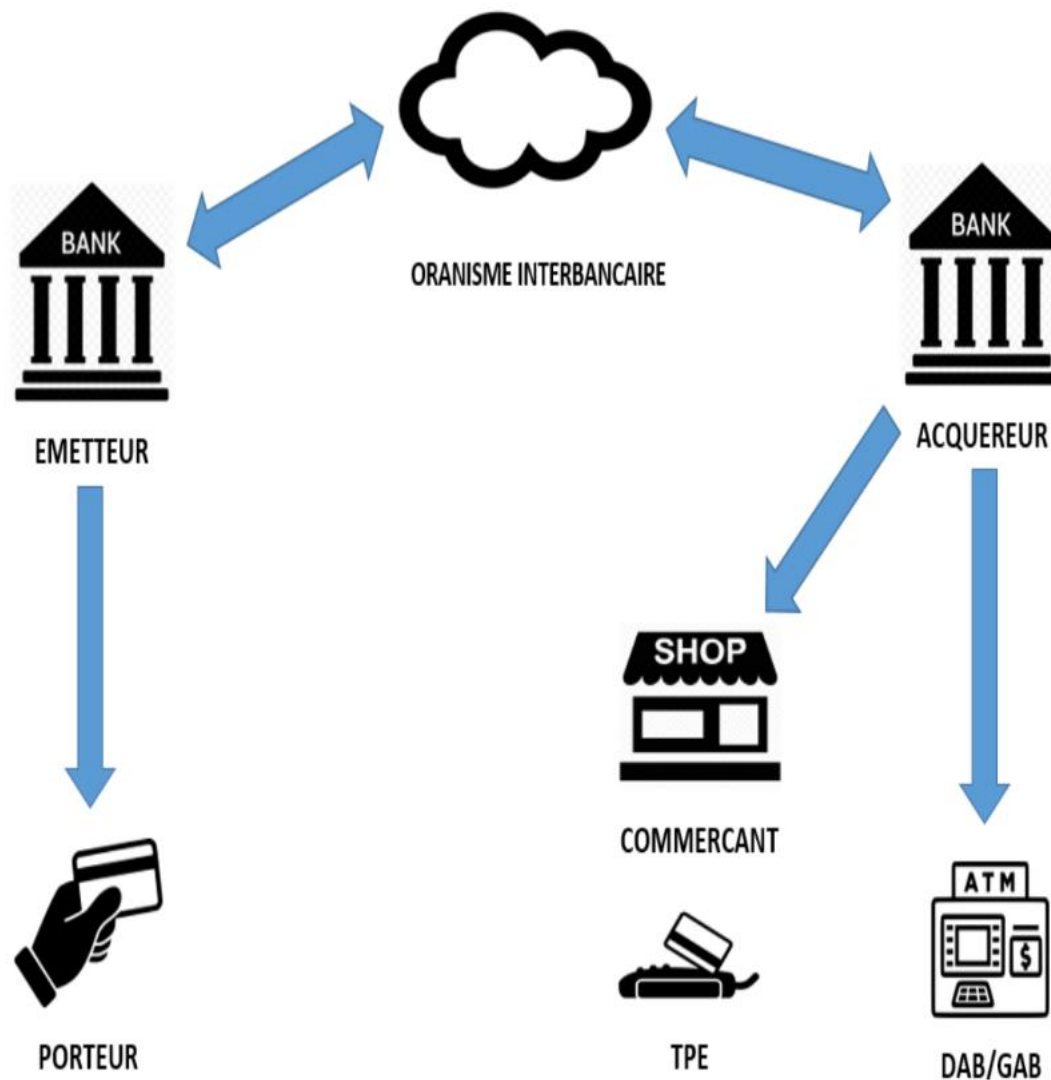 BANK
BANK
ORANISME INTERBANCAIRE
EMETTEUR
ACQUEREUR
SHOP
COMMERCANT
ATM
$
PORTEUR
TPE
DAB/GAB